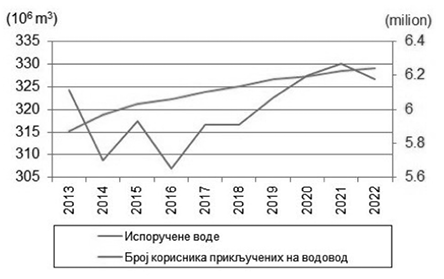 (10⁶ m³) (milion)
335 6.4
330
325 6.2
320 6
315 5.8
310
305 5.6
2013 2014 2015 2016 2017 2018 2019 2020 2021 2022
Испоручене воде
Број корисника прикључених на водовод